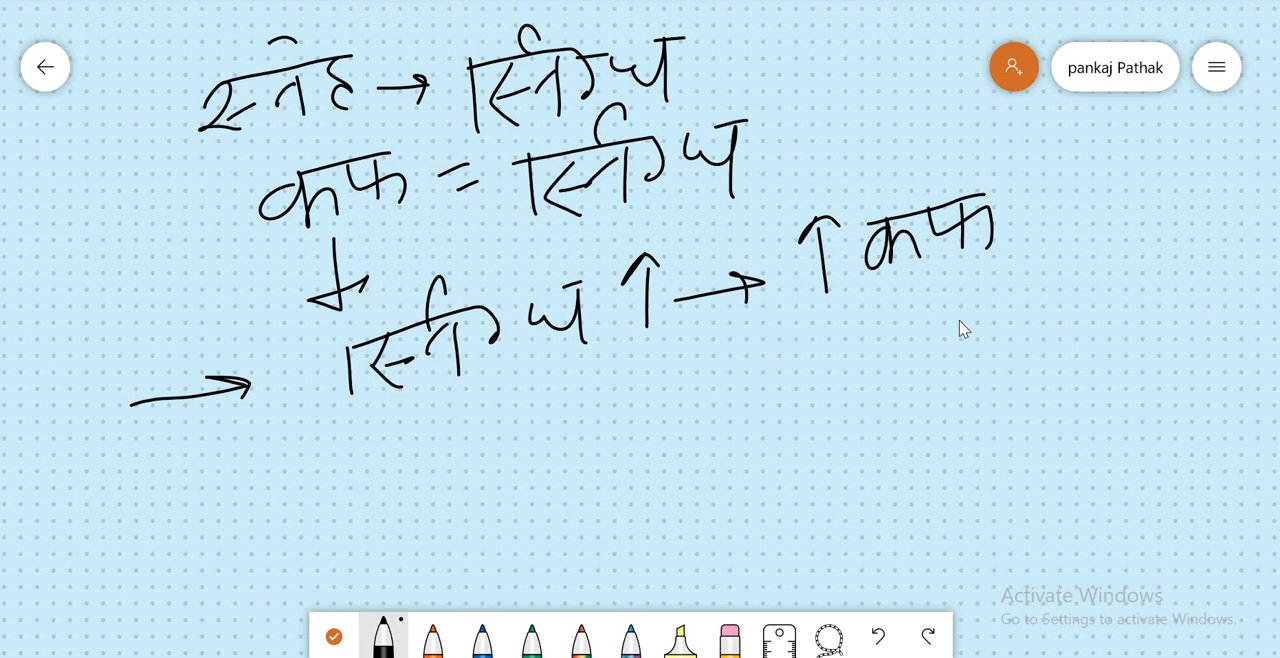 pankaj Pathak
स्नेह → स्निग्ध
कफ = स्निग्ध
↓
स्निग्ध ↑ → ↑ कफ
→
Activate Windows
Go to Settings to activate Windows.